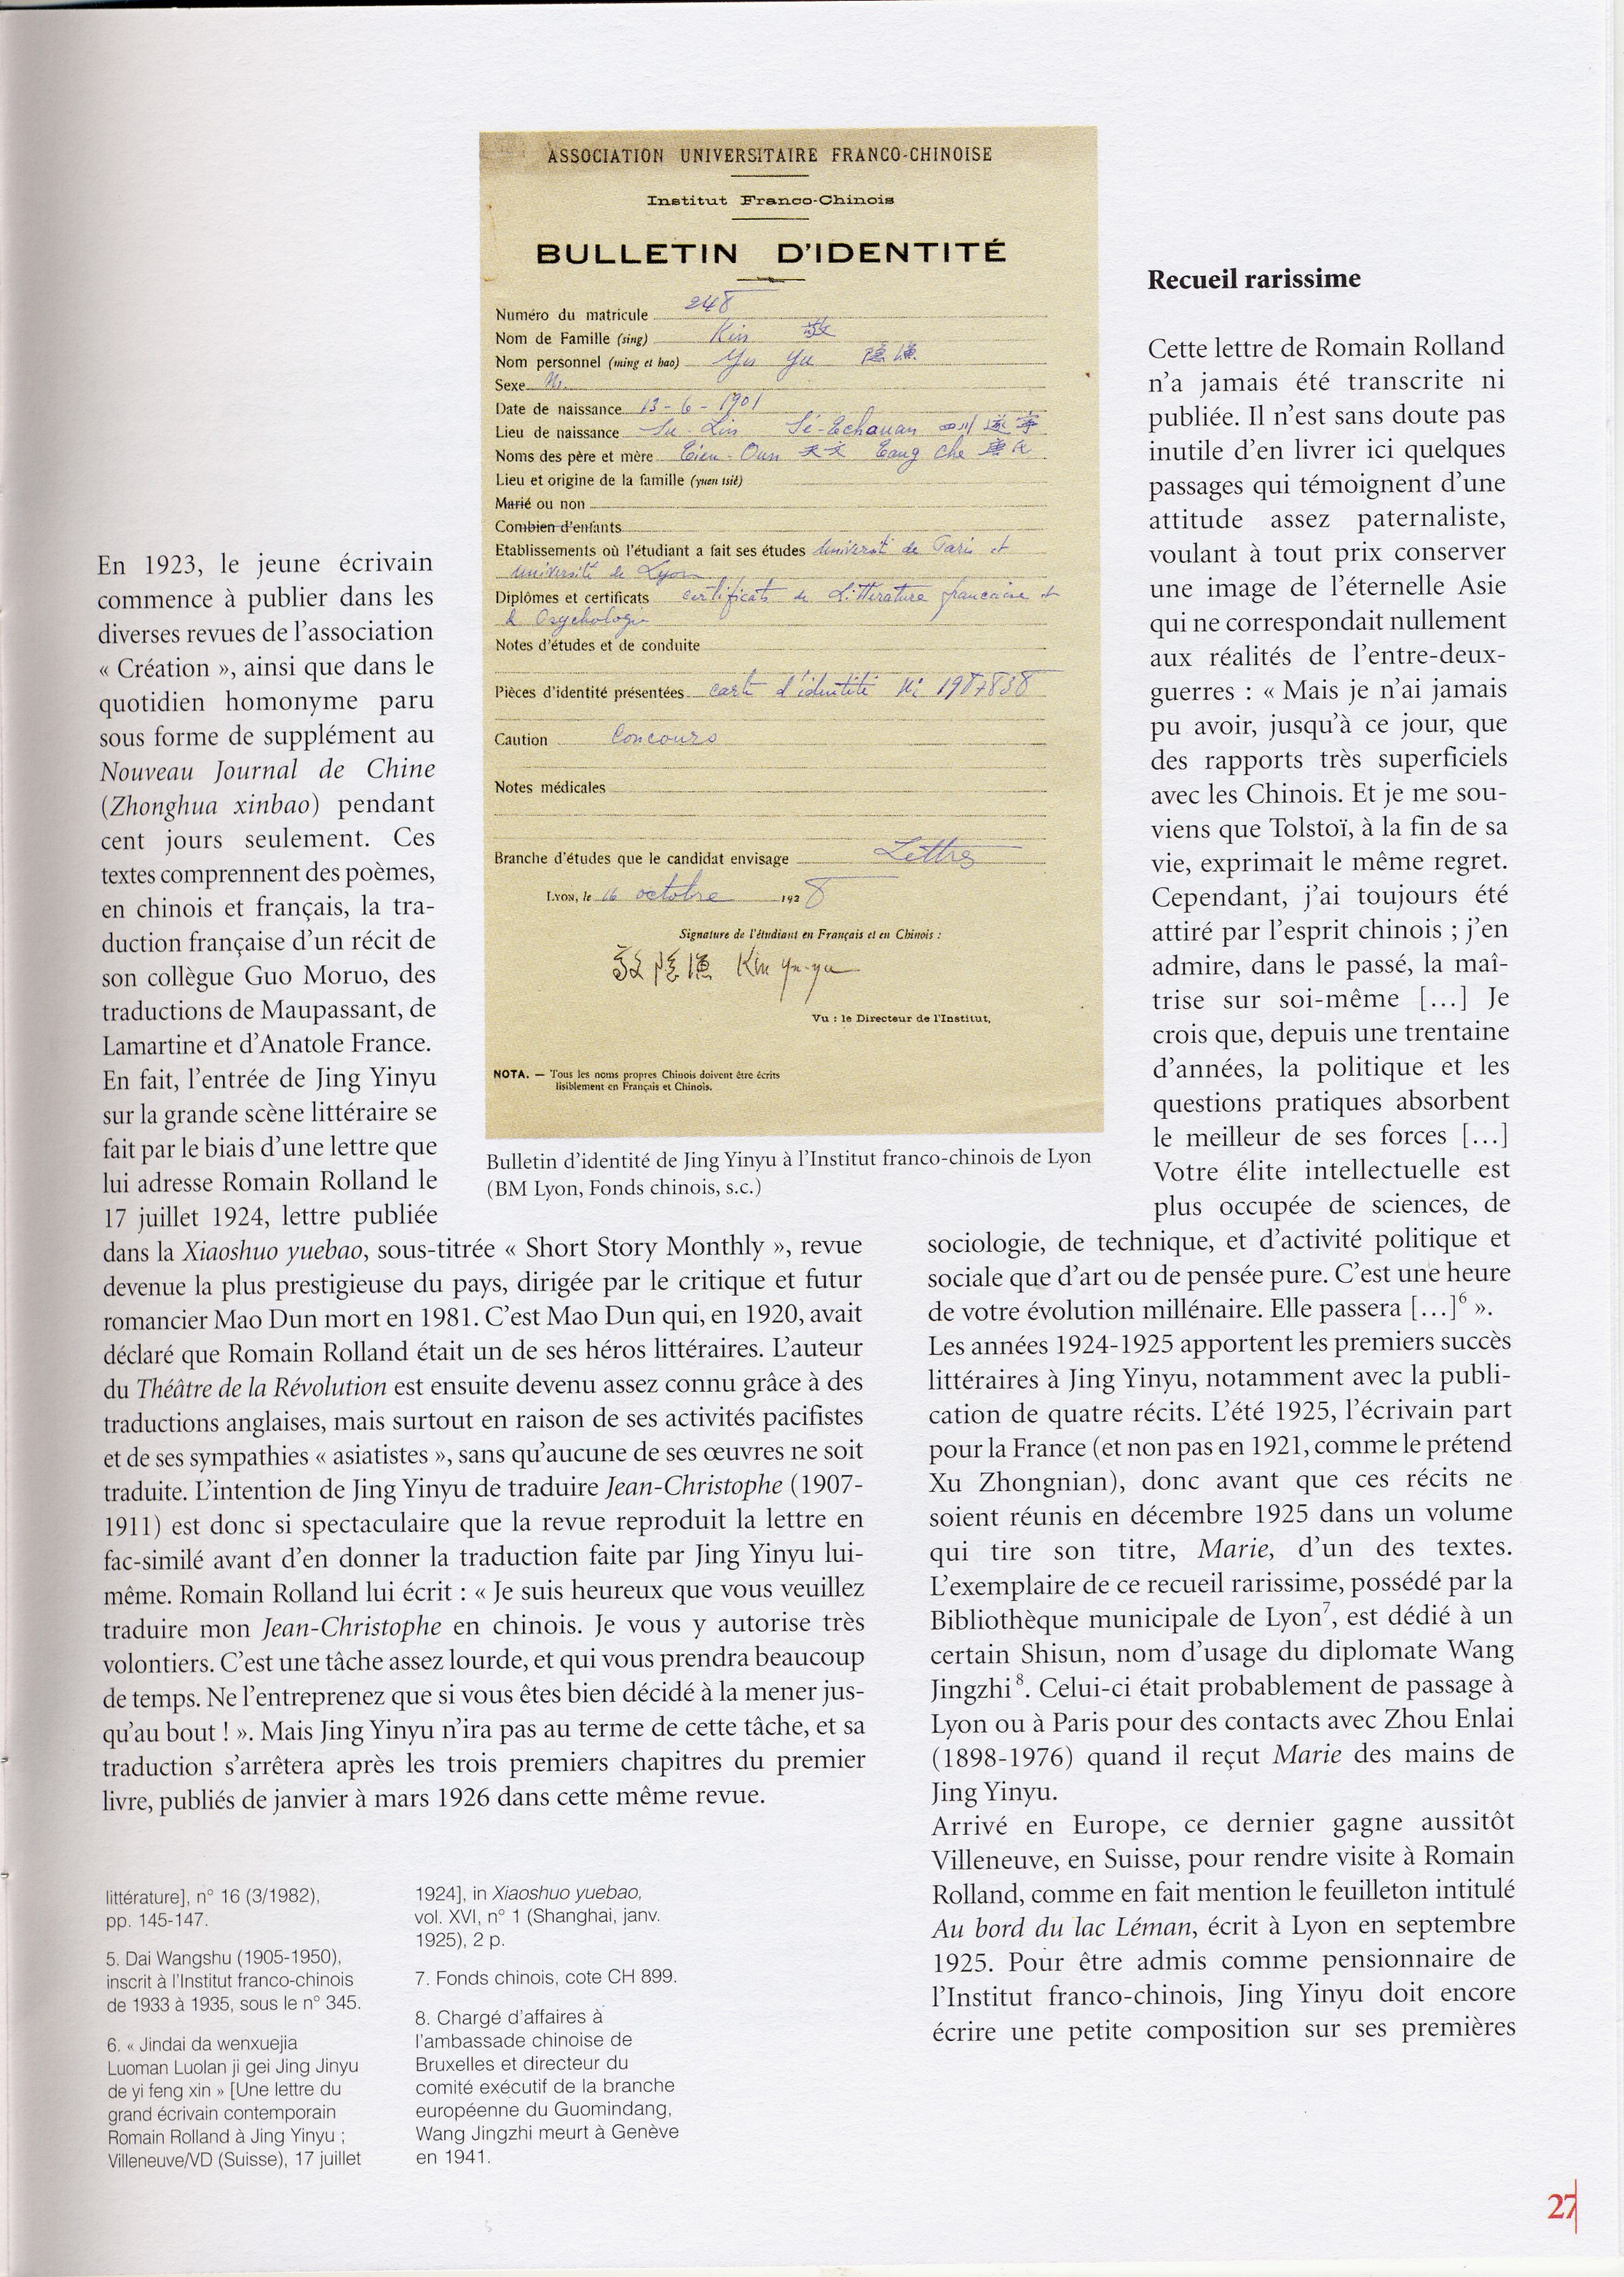 ASSOCIATION UNIVERSITAIRE FRANCO-CHINOISE
Institut Franco-Chinois
BULLETIN D'IDENTITÉ
Numéro du matricule 248
Nom de Famille (sing) Kin 敬
Nom personnel (ming et hao) Yn Yu 隱漁
Sexe M.
Date de naissance 13-6-1901
Lieu de naissance Su-Lin Sé-Tchouan 四川遂寧
Noms des père et mère Tien-Oun 天文 Tang Che 唐氏
Lieu et origine de la famille (yuen tsié)
Marié ou non
Combien d'enfants
Etablissements où l'étudiant a fait ses études Université de Paris et
Université de Lyon
Diplômes et certificats certificats de Littérature française et
de Psychologie
Notes d'études et de conduite
Pièces d'identité présentées carte d'identité 1987838
Caution Concours
Notes médicales
Branche d'études que le candidat envisage Lettres
LYON, le 16 octobre 1928
Signature de l'étudiant en Français et en Chinois :
敬隱漁 Kin Yn-yu
Vu : le Directeur de l'Institut,
NOTA. — Tous les noms propres Chinois doivent être écrits
lisiblement en Français et Chinois.
Bulletin d'identité de Jing Yinyu à l'Institut franco-chinois de Lyon
(BM Lyon, Fonds chinois, s.c.)
En 1923, le jeune écrivain
commence à publier dans les
diverses revues de l'association
« Création », ainsi que dans le
quotidien homonyme paru
sous forme de supplément au
Nouveau Journal de Chine
(Zhonghua xinbao) pendant
cent jours seulement. Ces
textes comprennent des poèmes,
en chinois et français, la tra-
duction française d'un récit de
son collègue Guo Moruo, des
traductions de Maupassant, de
Lamartine et d'Anatole France.
En fait, l'entrée de Jing Yinyu
sur la grande scène littéraire se
fait par le biais d'une lettre que
lui adresse Romain Rolland le
17 juillet 1924, lettre publiée
dans la Xiaoshuo yuebao, sous-titrée « Short Story Monthly », revue
devenue la plus prestigieuse du pays, dirigée par le critique et futur
romancier Mao Dun mort en 1981. C'est Mao Dun qui, en 1920, avait
déclaré que Romain Rolland était un de ses héros littéraires. L'auteur
du Théâtre de la Révolution est ensuite devenu assez connu grâce à des
traductions anglaises, mais surtout en raison de ses activités pacifistes
et de ses sympathies « asiatistes », sans qu'aucune de ses œuvres ne soit
traduite. L'intention de Jing Yinyu de traduire Jean-Christophe (1907-
1911) est donc si spectaculaire que la revue reproduit la lettre en
fac-similé avant d'en donner la traduction faite par Jing Yinyu lui-
même. Romain Rolland lui écrit : « Je suis heureux que vous veuillez
traduire mon Jean-Christophe en chinois. Je vous y autorise très
volontiers. C'est une tâche assez lourde, et qui vous prendra beaucoup
de temps. Ne l'entreprenez que si vous êtes bien décidé à la mener jus-
qu'au bout ! ». Mais Jing Yinyu n'ira pas au terme de cette tâche, et sa
traduction s'arrêtera après les trois premiers chapitres du premier
livre, publiés de janvier à mars 1926 dans cette même revue.
Recueil rarissime
Cette lettre de Romain Rolland
n'a jamais été transcrite ni
publiée. Il n'est sans doute pas
inutile d'en livrer ici quelques
passages qui témoignent d'une
attitude assez paternaliste,
voulant à tout prix conserver
une image de l'éternelle Asie
qui ne correspondait nullement
aux réalités de l'entre-deux-
guerres : « Mais je n'ai jamais
pu avoir, jusqu'à ce jour, que
des rapports très superficiels
avec les Chinois. Et je me sou-
viens que Tolstoï, à la fin de sa
vie, exprimait le même regret.
Cependant, j'ai toujours été
attiré par l'esprit chinois ; j'en
admire, dans le passé, la maî-
trise sur soi-même [...] Je
crois que, depuis une trentaine
d'années, la politique et les
questions pratiques absorbent
le meilleur de ses forces [...]
Votre élite intellectuelle est
plus occupée de sciences, de
sociologie, de technique, et d'activité politique et
sociale que d'art ou de pensée pure. C'est une heure
de votre évolution millénaire. Elle passera [...]⁶ ».
Les années 1924-1925 apportent les premiers succès
littéraires à Jing Yinyu, notamment avec la publi-
cation de quatre récits. L'été 1925, l'écrivain part
pour la France (et non pas en 1921, comme le prétend
Xu Zhongnian), donc avant que ces récits ne
soient réunis en décembre 1925 dans un volume
qui tire son titre, Marie, d'un des textes.
L'exemplaire de ce recueil rarissime, possédé par la
Bibliothèque municipale de Lyon⁷, est dédié à un
certain Shisun, nom d'usage du diplomate Wang
Jingzhi⁸. Celui-ci était probablement de passage à
Lyon ou à Paris pour des contacts avec Zhou Enlai
(1898-1976) quand il reçut Marie des mains de
Jing Yinyu.
Arrivé en Europe, ce dernier gagne aussitôt
Villeneuve, en Suisse, pour rendre visite à Romain
Rolland, comme en fait mention le feuilleton intitulé
Au bord du lac Léman, écrit à Lyon en septembre
1925. Pour être admis comme pensionnaire de
l'Institut franco-chinois, Jing Yinyu doit encore
écrire une petite composition sur ses premières
littérature], n° 16 (3/1982),
pp. 145-147.
5. Dai Wangshu (1905-1950),
inscrit à l'Institut franco-chinois
de 1933 à 1935, sous le n° 345.
6. « Jindai da wenxuejia
Luoman Luolan ji gei Jing Jinyu
de yi feng xin » [Une lettre du
grand écrivain contemporain
Romain Rolland à Jing Yinyu ;
Villeneuve/VD (Suisse), 17 juillet
1924], in Xiaoshuo yuebao,
vol. XVI, n° 1 (Shanghai, janv.
1925), 2 p.
7. Fonds chinois, cote CH 899.
8. Chargé d'affaires à
l'ambassade chinoise de
Bruxelles et directeur du
comité exécutif de la branche
européenne du Guomindang,
Wang Jingzhi meurt à Genève
en 1941.
27